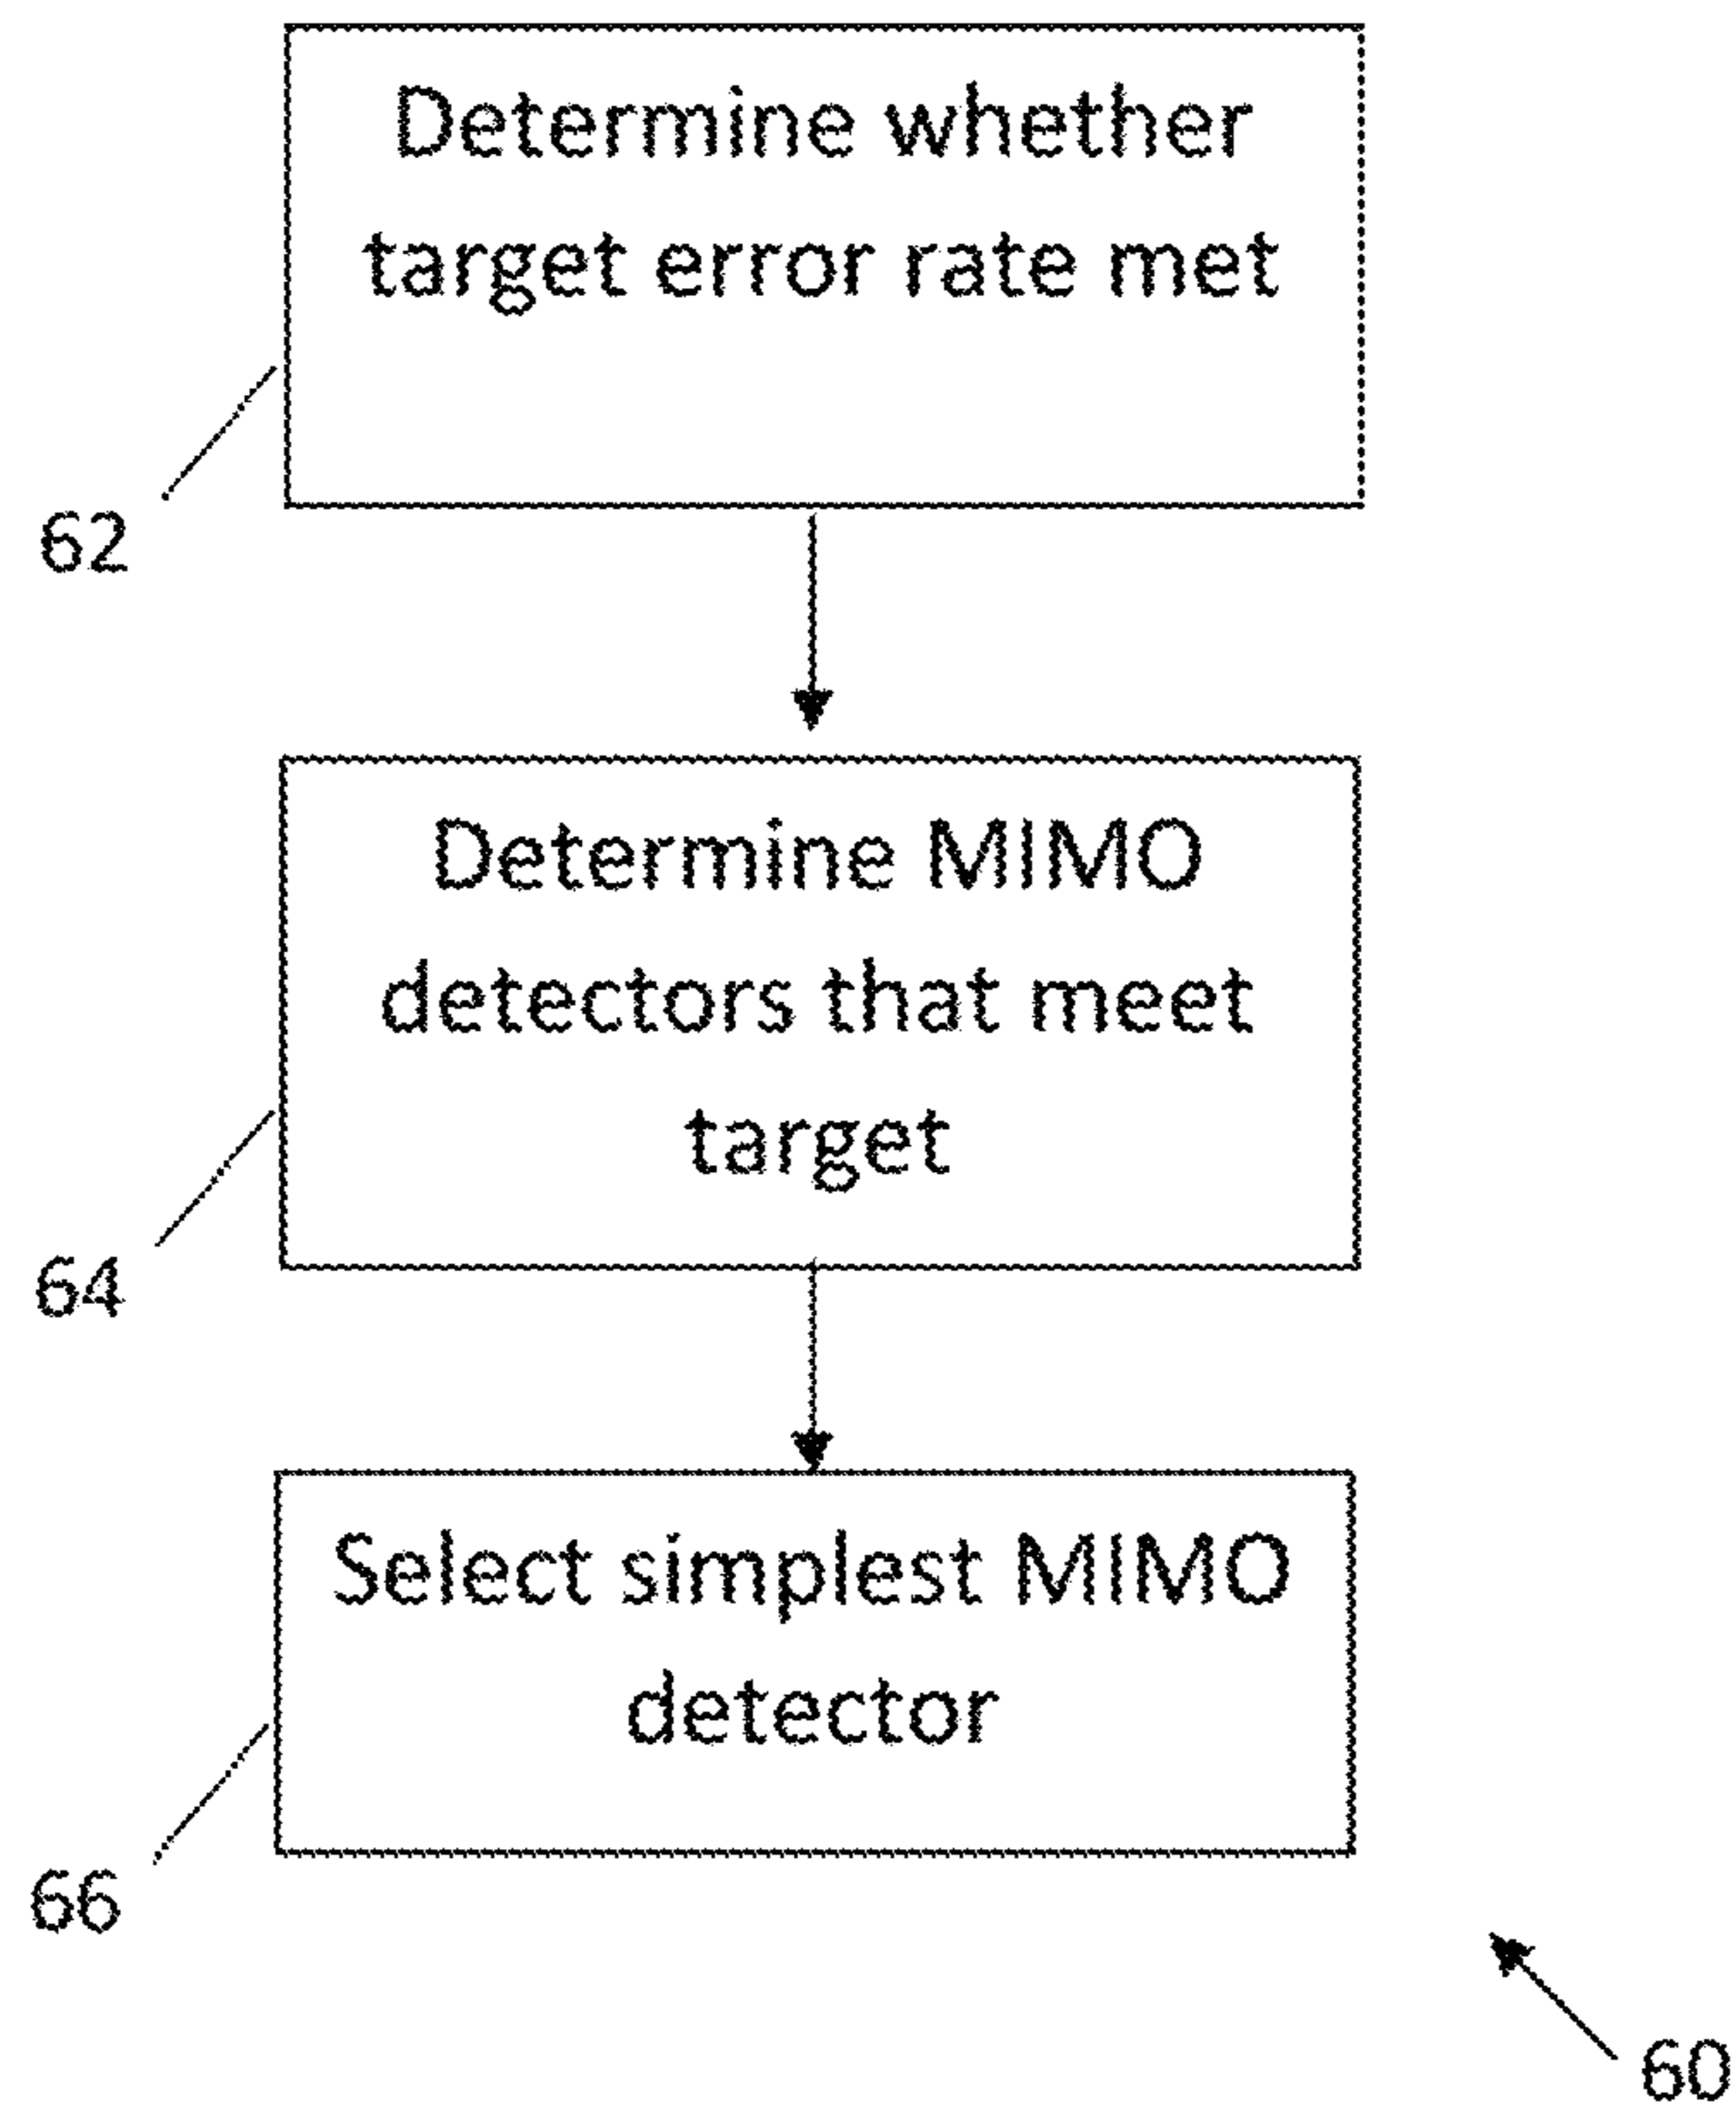 Determine whether
target error rate met
62
Determine MIMO
detectors that meet
target
64
Select simplest MIMO
detector
66
60